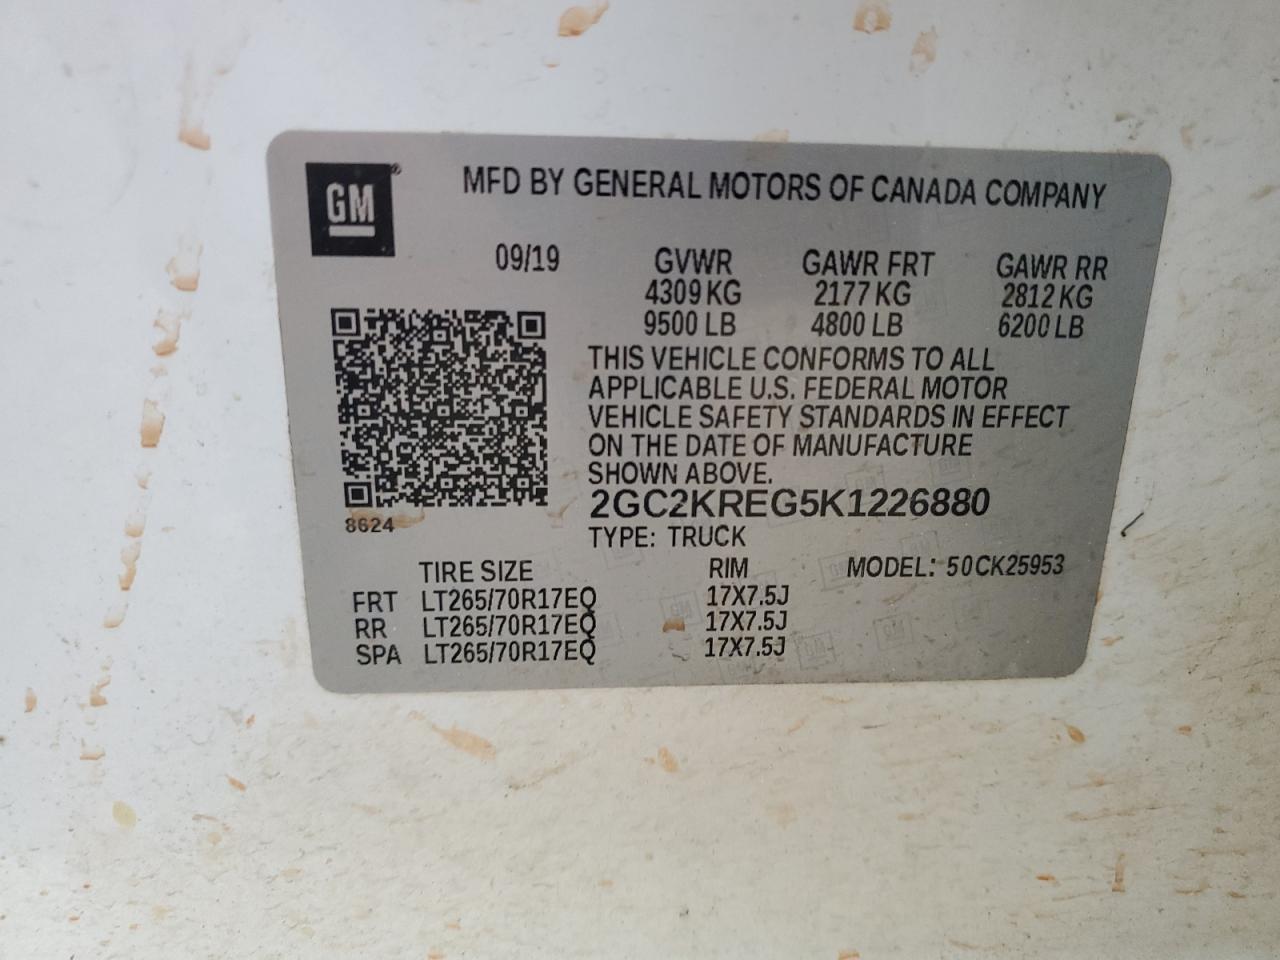 GM®
MFD BY GENERAL MOTORS OF CANADA COMPANY
09/19
GVWR GAWR FRT GAWR RR
4309 KG 2177 KG 2812 KG
9500 LB 4800 LB 6200 LB
THIS VEHICLE CONFORMS TO ALL
APPLICABLE U.S. FEDERAL MOTOR
VEHICLE SAFETY STANDARDS IN EFFECT
ON THE DATE OF MANUFACTURE
SHOWN ABOVE.
2GC2KREG5K1226880
8624
TYPE: TRUCK
TIRE SIZE RIM MODEL: 50CK25953
FRT LT265/70R17EQ 17X7.5J
RR LT265/70R17EQ 17X7.5J
SPA LT265/70R17EQ 17X7.5J